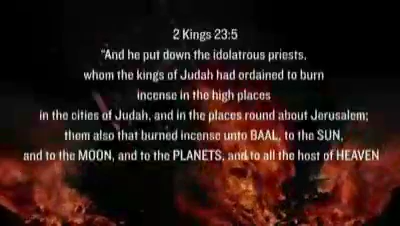 2 Kings 23:5
"And he put down the idolatrous priests,
whom the kings of Judah had ordained to burn
incense in the high places
in the cities of Judah, and in the places round about Jerusalem;
them also that burned incense unto BAAL, to the SUN,
and to the MOON, and to the PLANETS, and to all the host of HEAVEN